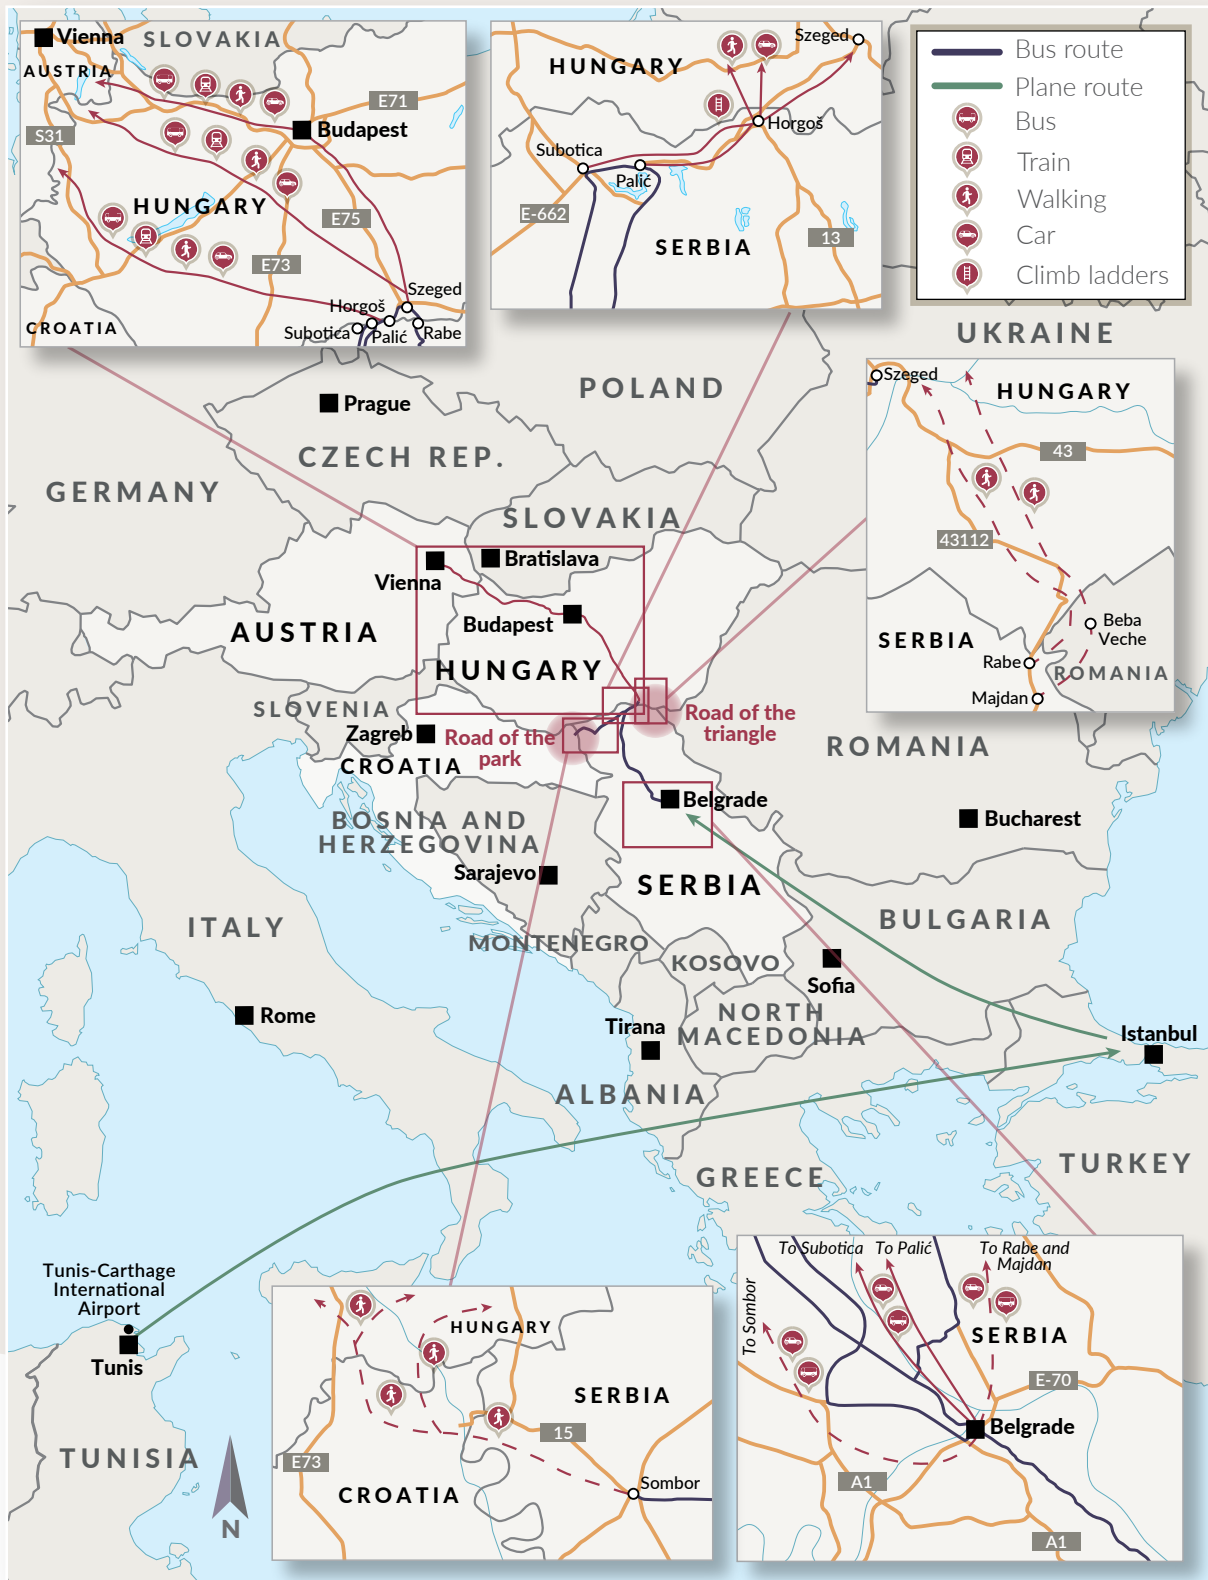 Vienna
SLOVAKIA
AUSTRIA
E71
S31
Budapest
HUNGARY
E75
E73
Szeged
Horgoš
Subotica
Palić
Rabe
CROATIA
Szeged
HUNGARY
Horgoš
Subotica
Palić
E-662
SERBIA
13
Bus route
Plane route
Bus
Train
Walking
Car
Climb ladders
UKRAINE
Szeged
HUNGARY
43
43112
SERBIA
Beba
Veche
Rabe
ROMANIA
Majdan
POLAND
Prague
CZECH REP.
GERMANY
SLOVAKIA
Bratislava
Vienna
Budapest
AUSTRIA
HUNGARY
SLOVENIA
Zagreb
Road of the
park
Road of the
triangle
CROATIA
ROMANIA
Belgrade
Bucharest
BOSNIA AND
HERZEGOVINA
Sarajevo
SERBIA
ITALY
BULGARIA
MONTENEGRO
KOSOVO
Sofia
Rome
NORTH
MACEDONIA
Tirana
Istanbul
ALBANIA
GREECE
TURKEY
Tunis-Carthage
International
Airport
Tunis
TUNISIA
N
HUNGARY
SERBIA
15
E73
CROATIA
Sombor
To Subotica
To Palić
To Rabe and
Majdan
To Sombor
SERBIA
E-70
Belgrade
A1
A1